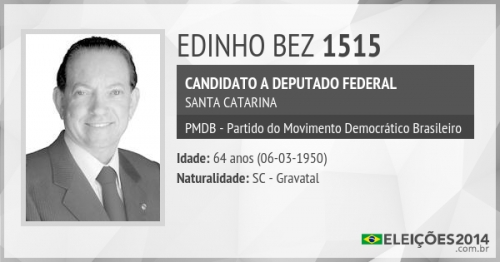 EDINHO BEZ 1515
CANDIDATO A DEPUTADO FEDERAL
SANTA CATARINA
PMDB - Partido do Movimento Democrático Brasileiro
Idade: 64 anos (06-03-1950)
Naturalidade: SC - Gravatal
ELEIÇÕES2014
.com.br